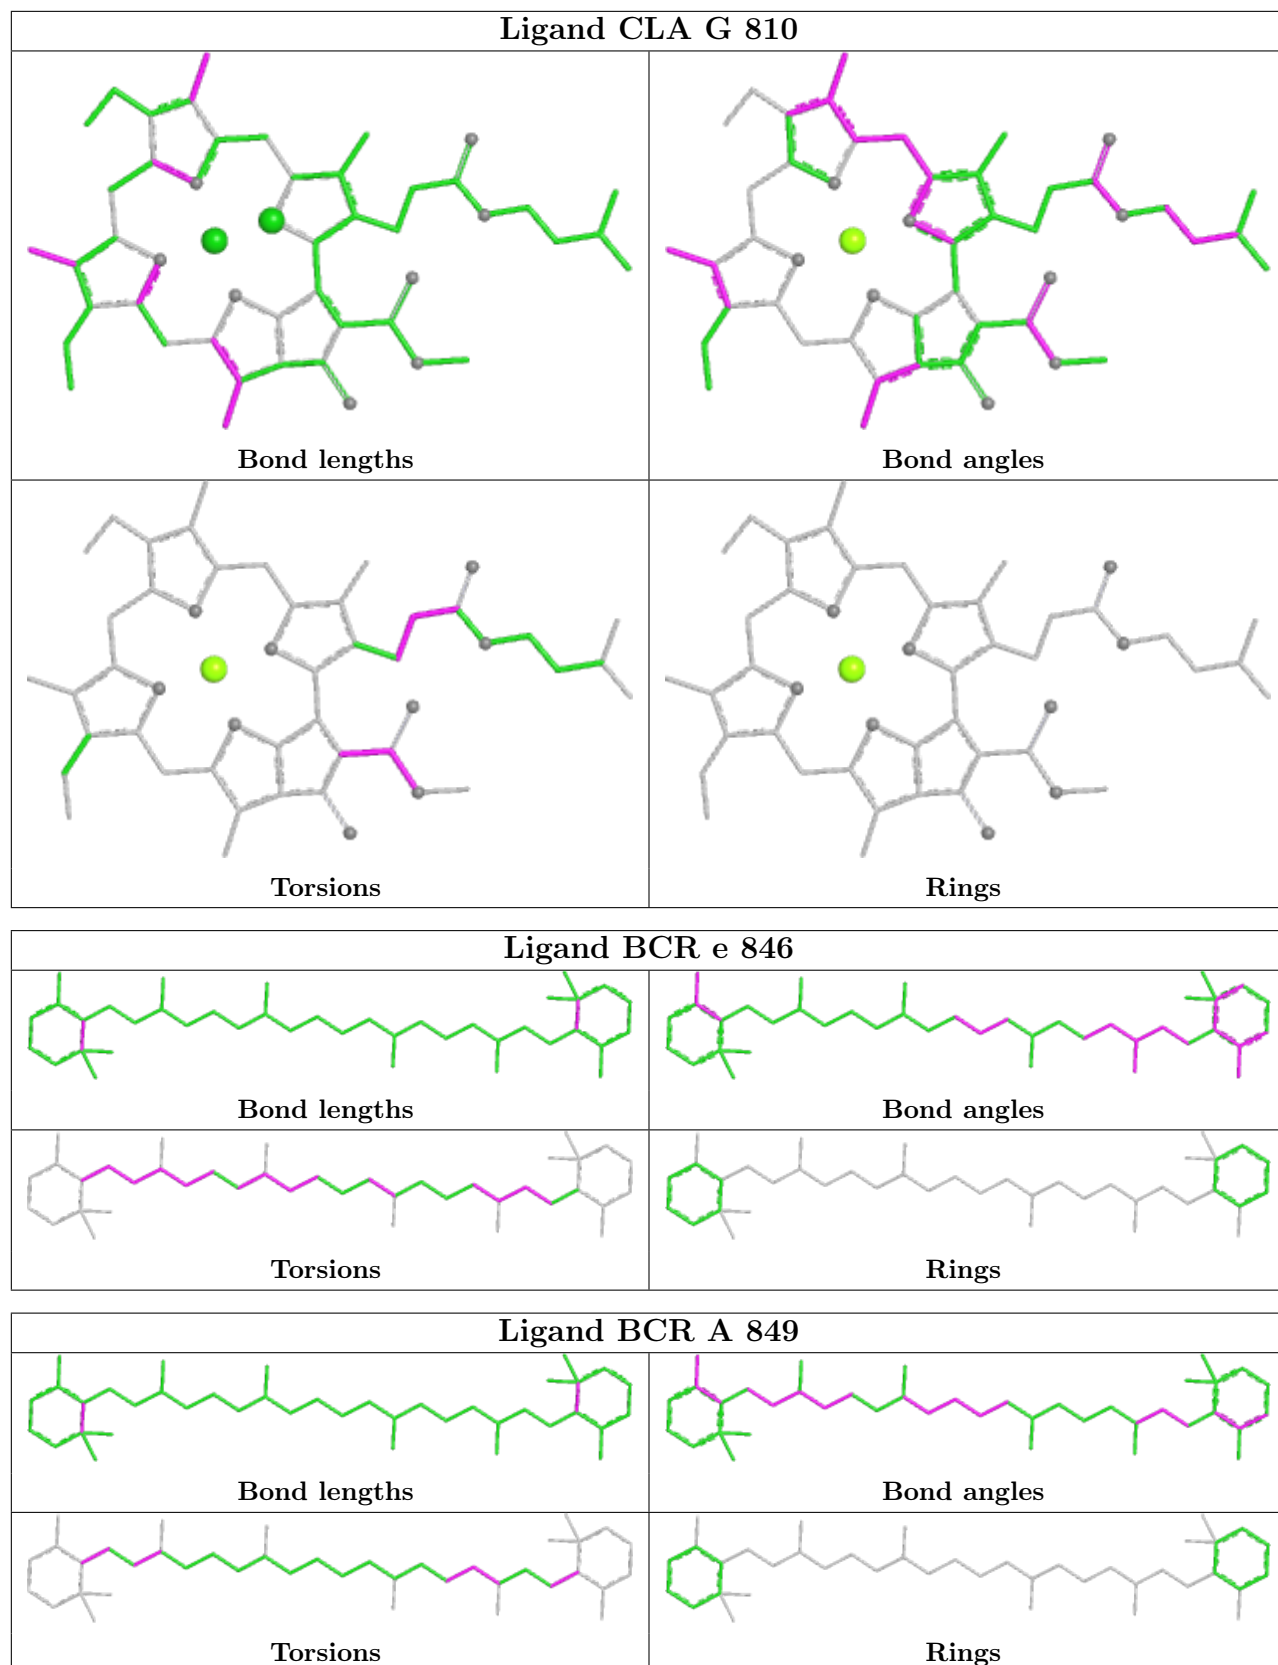 Ligand CLA G 810
Bond lengths
Bond angles
Torsions
Rings
Ligand BCR e 846
Bond lengths
Bond angles
Torsions
Rings
Ligand BCR A 849
Bond lengths
Bond angles
Torsions
Rings